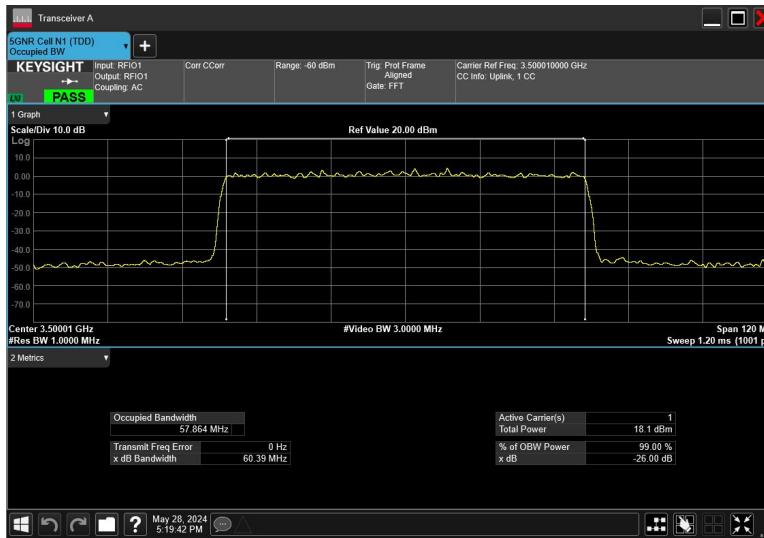 Transceiver A
5GNR Cell N1 (TDD)
Occupied BW
KEYSIGHT
LXI
PASS
Input: RFIO1
Output: RFIO1
Coupling: AC
Corr CCorr
Range: -60 dBm
Trig: Prot Frame
Aligned
Gate: FFT
Carrier Ref Freq: 3.500010000 GHz
CC Info: Uplink, 1 CC
1 Graph
Scale/Div 10.0 dB
Ref Value 20.00 dBm
Log
10.0
0.00
-10.0
-20.0
-30.0
-40.0
-50.0
-60.0
-70.0
Center 3.50001 GHz
#Video BW 3.0000 MHz
Span 120 M
#Res BW 1.0000 MHz
Sweep 1.20 ms (1001 p
2 Metrics
Occupied Bandwidth
57.864 MHz
Transmit Freq Error 0 Hz
x dB Bandwidth 60.39 MHz
Active Carrier(s) 1
Total Power 18.1 dBm
% of OBW Power 99.00 %
x dB -26.00 dB
May 28, 2024
5:19:42 PM